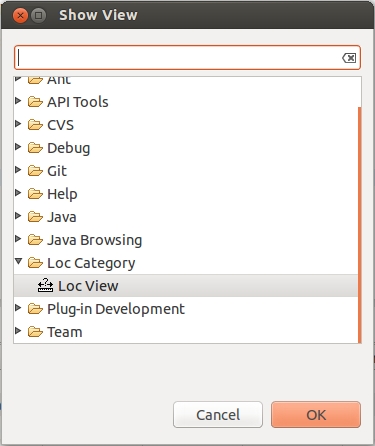 Show View
Ant
API Tools
CVS
Debug
Git
Help
Java
Java Browsing
Loc Category
Loc View
Plug-in Development
Team
Cancel
OK